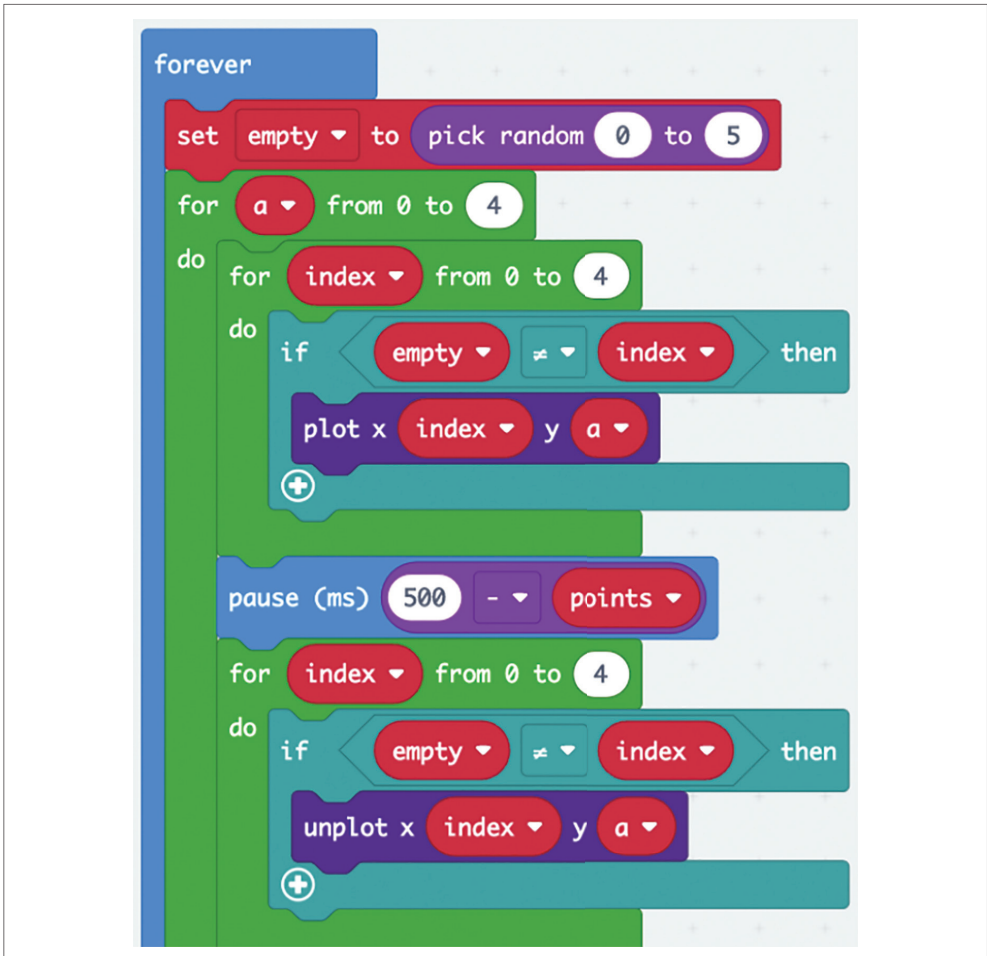 forever
set empty to pick random 0 to 5
for a from 0 to 4
do for index from 0 to 4
do if empty ≠ index then
plot x index y a
pause (ms) 500 - points
for index from 0 to 4
do if empty ≠ index then
unplot x index y a